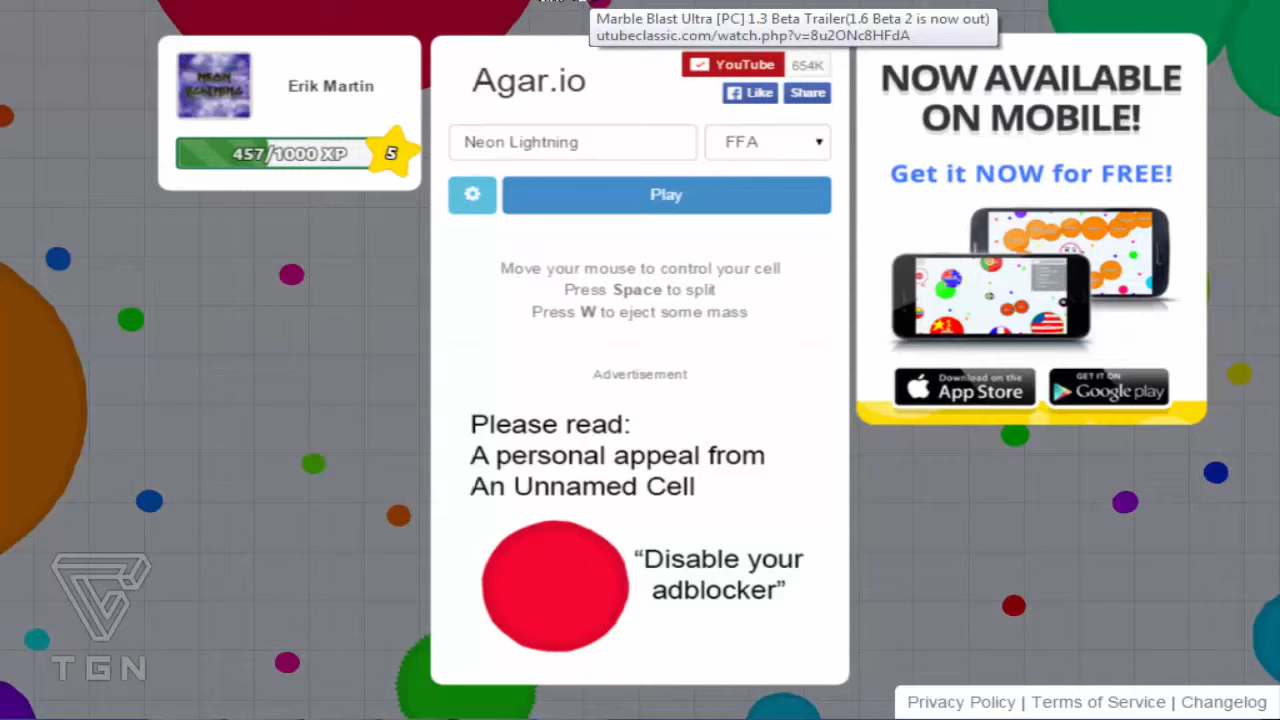 Marble Blast Ultra [PC] 1.3 Beta Trailer(1.6 Beta 2 is now out)
utubeclassic.com/watch.php?v=8u2ONc8HFdA
NEON
LIGHTNING
Erik Martin
457/1000 XP
5
Agar.io
YouTube 654K
Like Share
Neon Lightning
FFA
Play
Move your mouse to control your cell
Press Space to split
Press W to eject some mass
Advertisement
Please read:
A personal appeal from
An Unnamed Cell
“Disable your
adblocker”
NOW AVAILABLE
ON MOBILE!
Get it NOW for FREE!
Download on the
App Store
GET IT ON
Google play
TGN
Privacy Policy | Terms of Service | Changelog